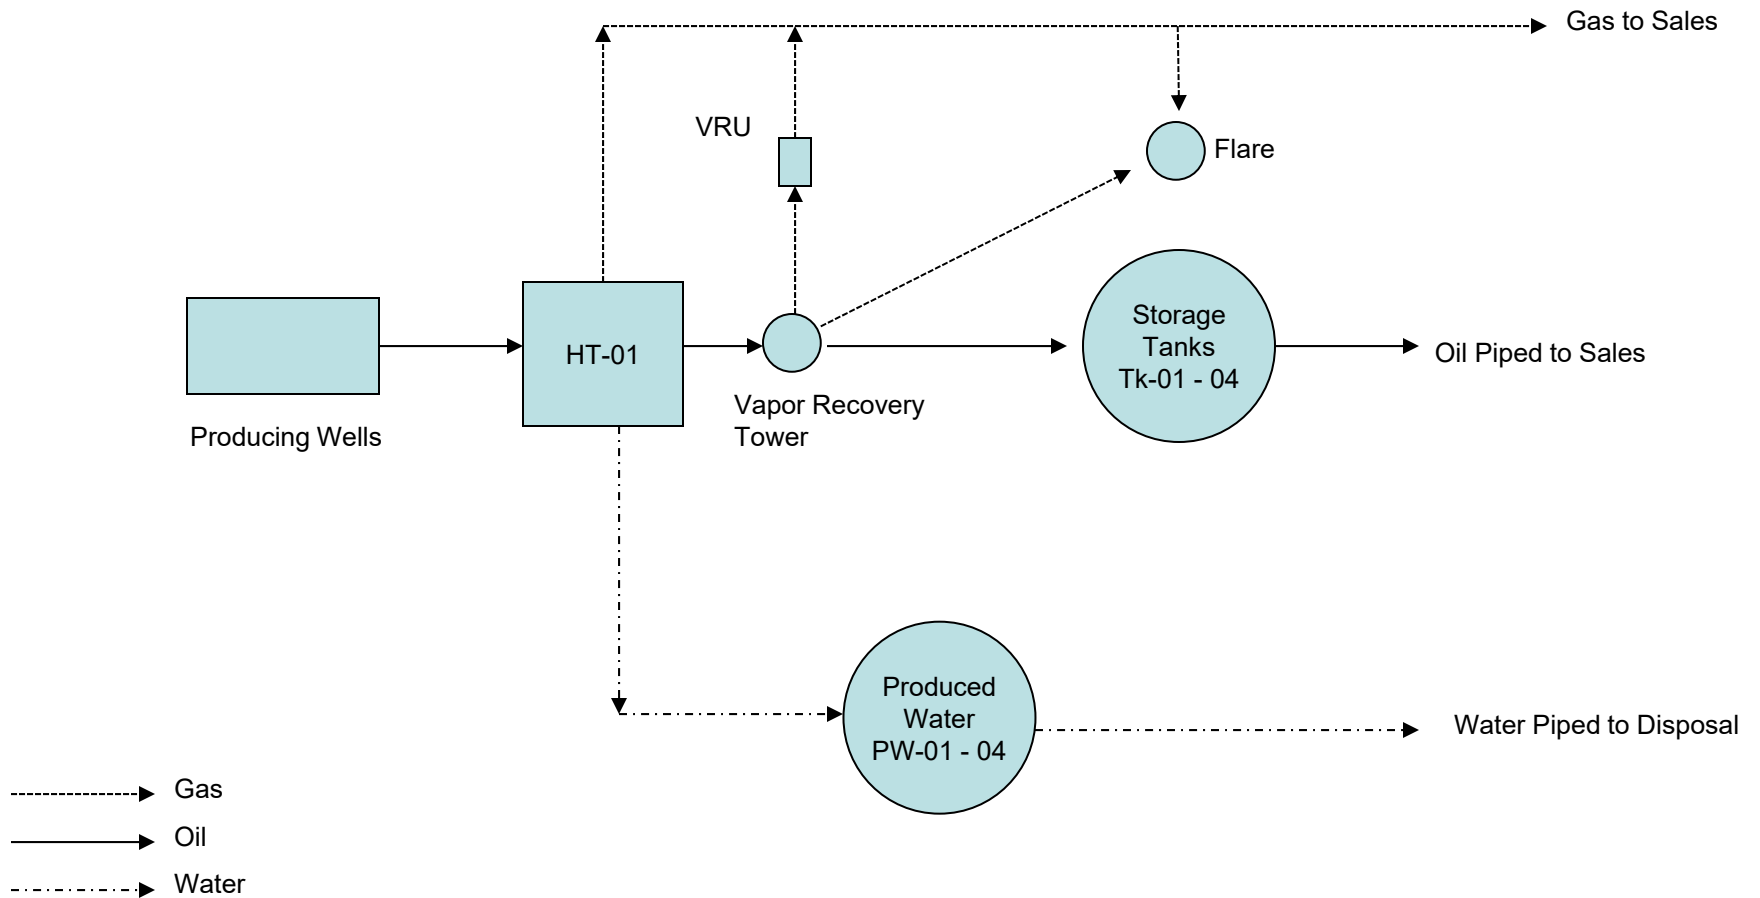 Gas to Sales
VRU
Flare
Storage
Tanks
Tk-01 - 04
HT-01
Oil Piped to Sales
Vapor Recovery
Tower
Producing Wells
Produced
Water
PW-01 - 04
Water Piped to Disposal
Gas
Oil
Water